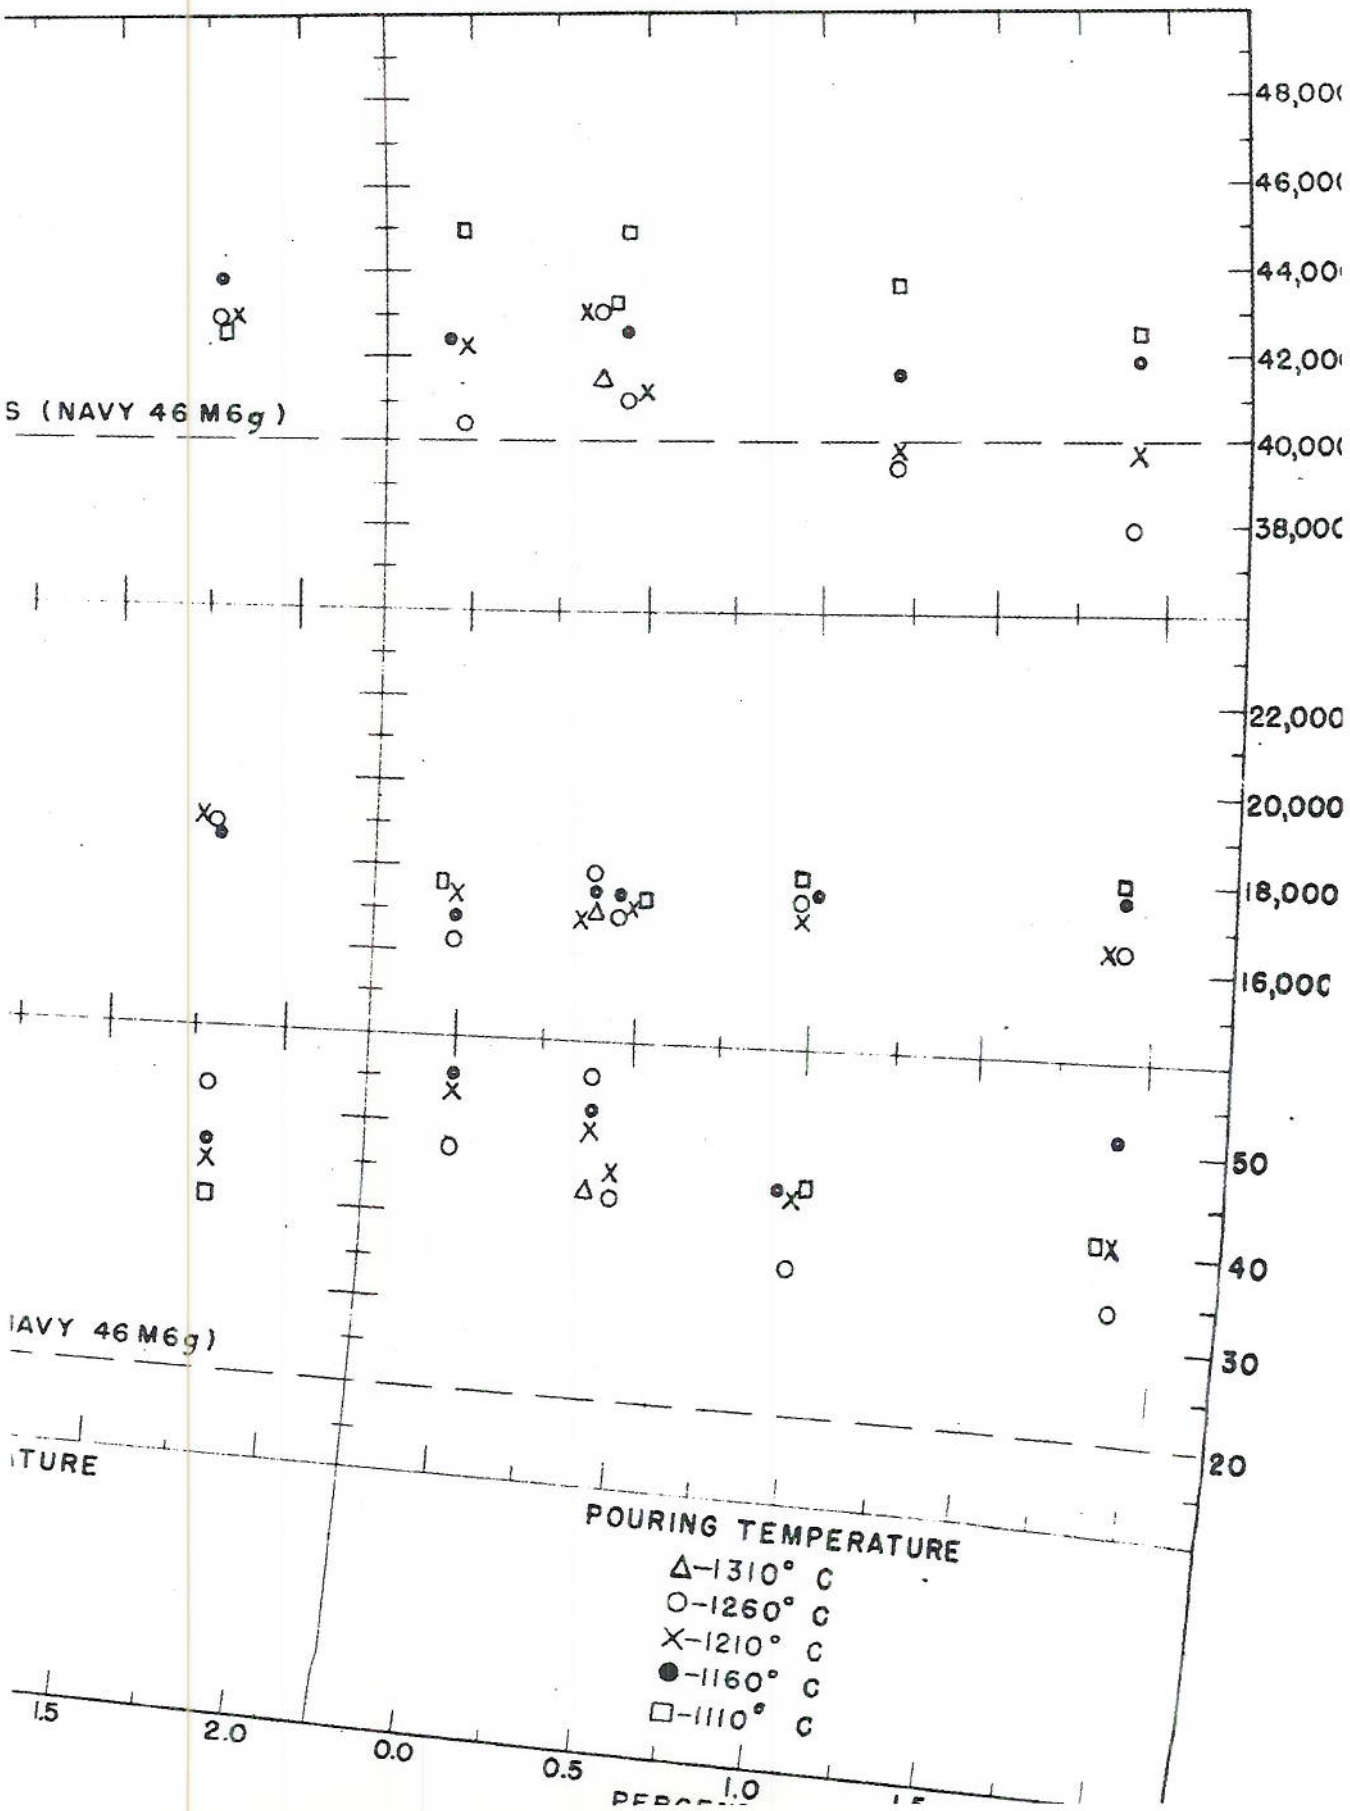 48,000
46,000
44,000
42,000
S (NAVY 46 M6g)
40,000
38,000
22,000
20,000
18,000
16,000
50
40
30
AVY 46 M6g)
20
TURE
POURING TEMPERATURE
△-1310° C
○-1260° C
X-1210° C
●-1160° C
□-1110° C
1.5
2.0
0.0
0.5
1.0
1.5